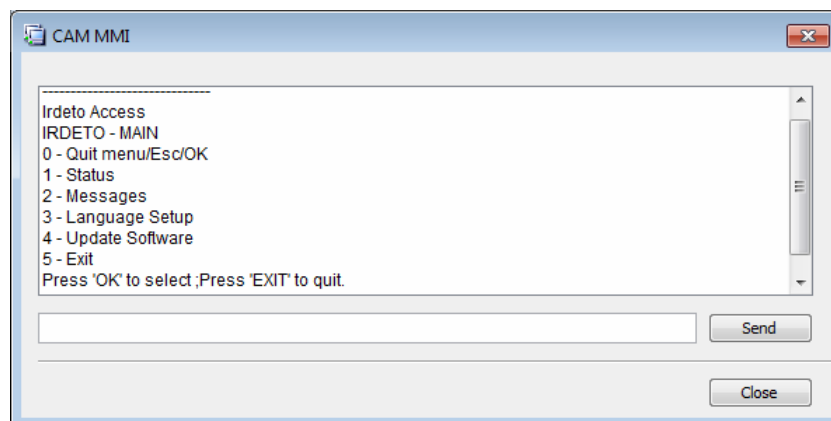 CAM MMI
------------------------------
Irdeto Access
IRDETO - MAIN
0 - Quit menu/Esc/OK
1 - Status
2 - Messages
3 - Language Setup
4 - Update Software
5 - Exit
Press 'OK' to select ;Press 'EXIT' to quit.
Send
Close